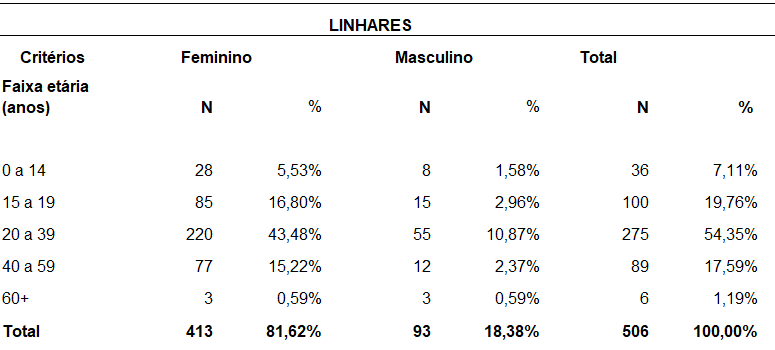 LINHARES
Critérios Feminino Masculino Total
Faixa etária
(anos) N % N % N %
0 a 14 28 5,53% 8 1,58% 36 7,11%
15 a 19 85 16,80% 15 2,96% 100 19,76%
20 a 39 220 43,48% 55 10,87% 275 54,35%
40 a 59 77 15,22% 12 2,37% 89 17,59%
60+ 3 0,59% 3 0,59% 6 1,19%
Total 413 81,62% 93 18,38% 506 100,00%